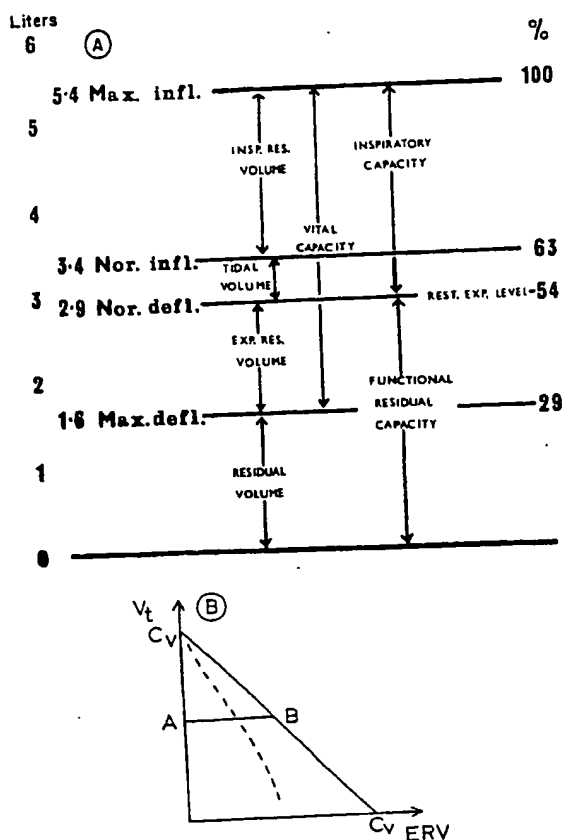 Liters
%
6 A
5·4 Max. infl. 100
5
INSP. RES.
VOLUME
INSPIRATORY
CAPACITY
4
VITAL
CAPACITY
3·4 Nor. infl. 63
TIDAL
VOLUME
3
2·9 Nor. defl. REST. EXP. LEVEL-54
EXP. RES.
VOLUME
2
FUNCTIONAL
RESIDUAL
CAPACITY
1·6 Max. defl. 29
1
RESIDUAL
VOLUME
0
Vt B
Cv
A B
Cv ERV